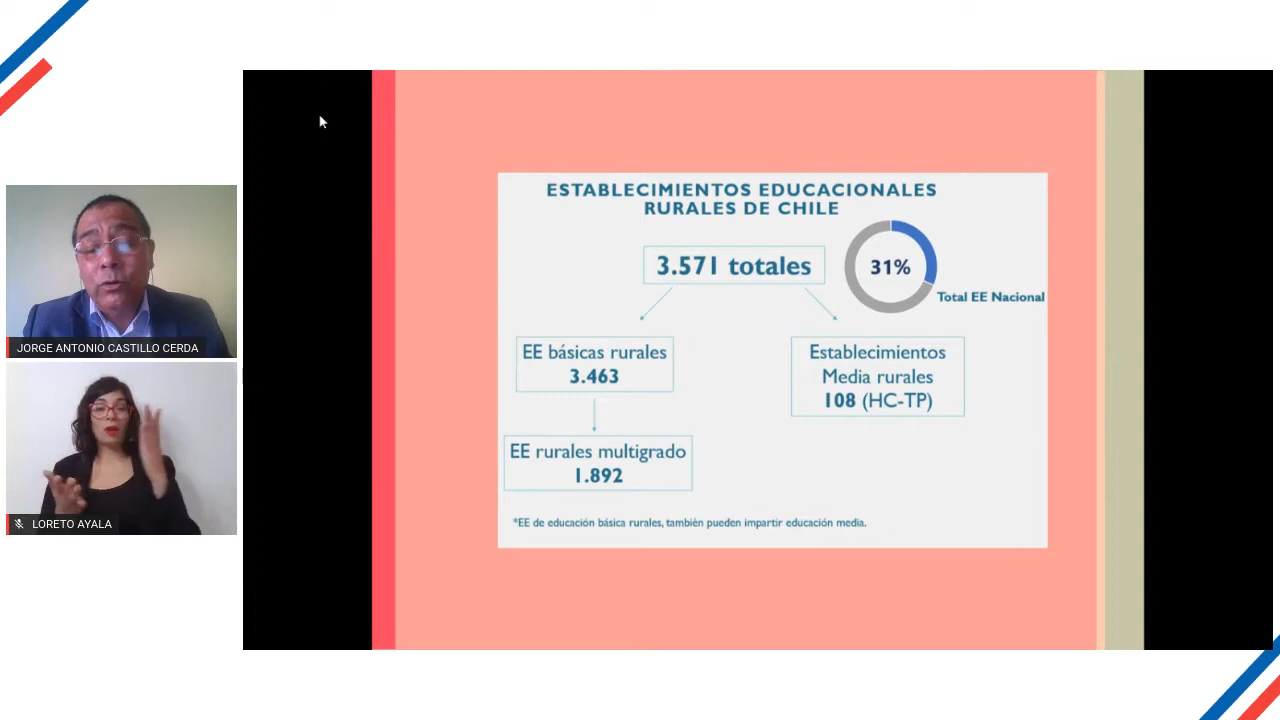 ESTABLECIMIENTOS EDUCACIONALES
RURALES DE CHILE
3.571 totales
31%
Total EE Nacional
EE básicas rurales
3.463
Establecimientos
Media rurales
108 (HC-TP)
EE rurales multigrado
1.892
*EE de educación básica rurales, también pueden impartir educación media.
JORGE ANTONIO CASTILLO CERDA
LORETO AYALA